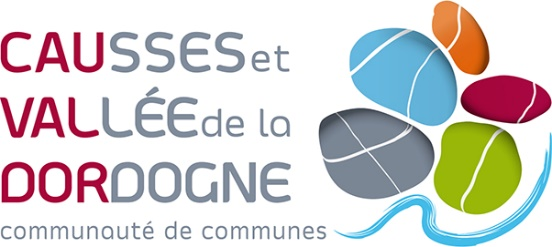 CAUSSES et
VALLÉE de la
DORDOGNE
communauté de communes